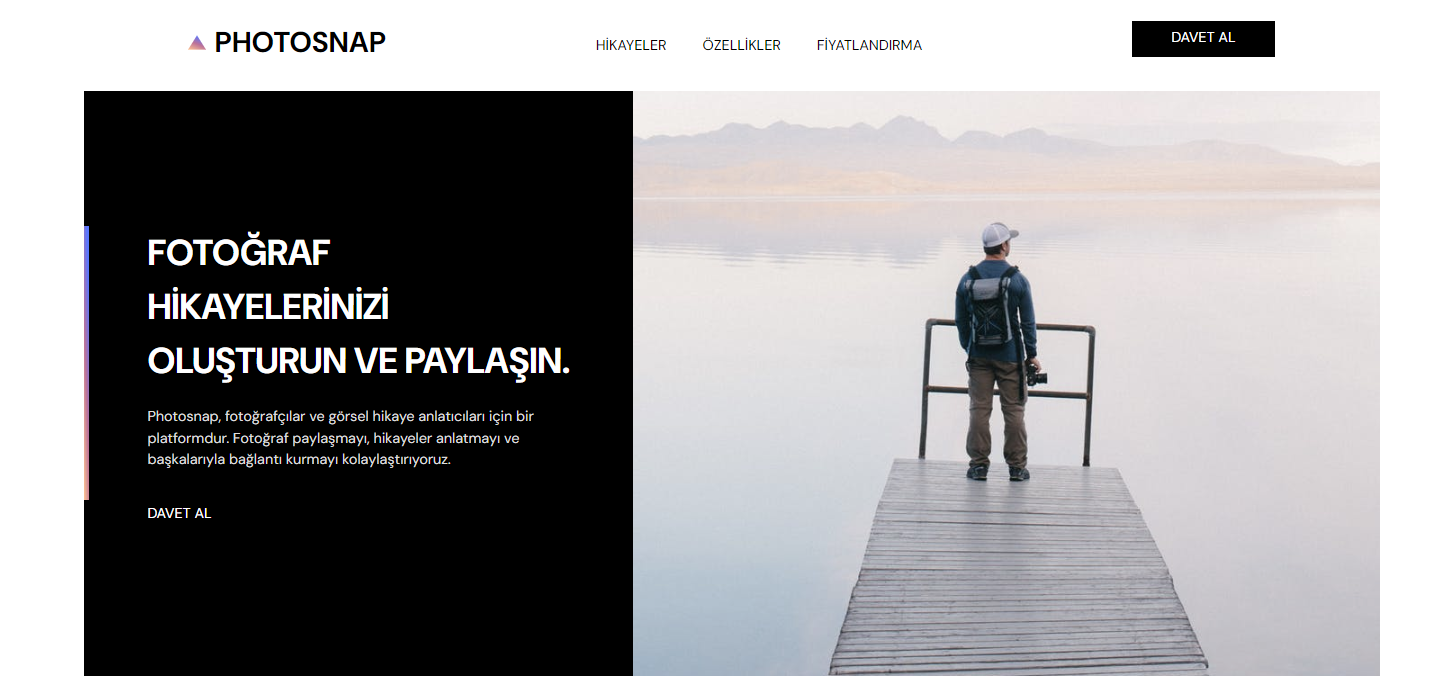 PHOTOSNAP
HİKAYELER
ÖZELLİKLER
FİYATLANDIRMA
DAVET AL
FOTOĞRAF
HİKAYELERİNİZİ
OLUŞTURUN VE PAYLAŞIN.
Photosnap, fotoğrafçılar ve görsel hikaye anlatıcıları için bir
platformdur. Fotoğraf paylaşmayı, hikayeler anlatmayı ve
başkalarıyla bağlantı kurmayı kolaylaştırıyoruz.
DAVET AL